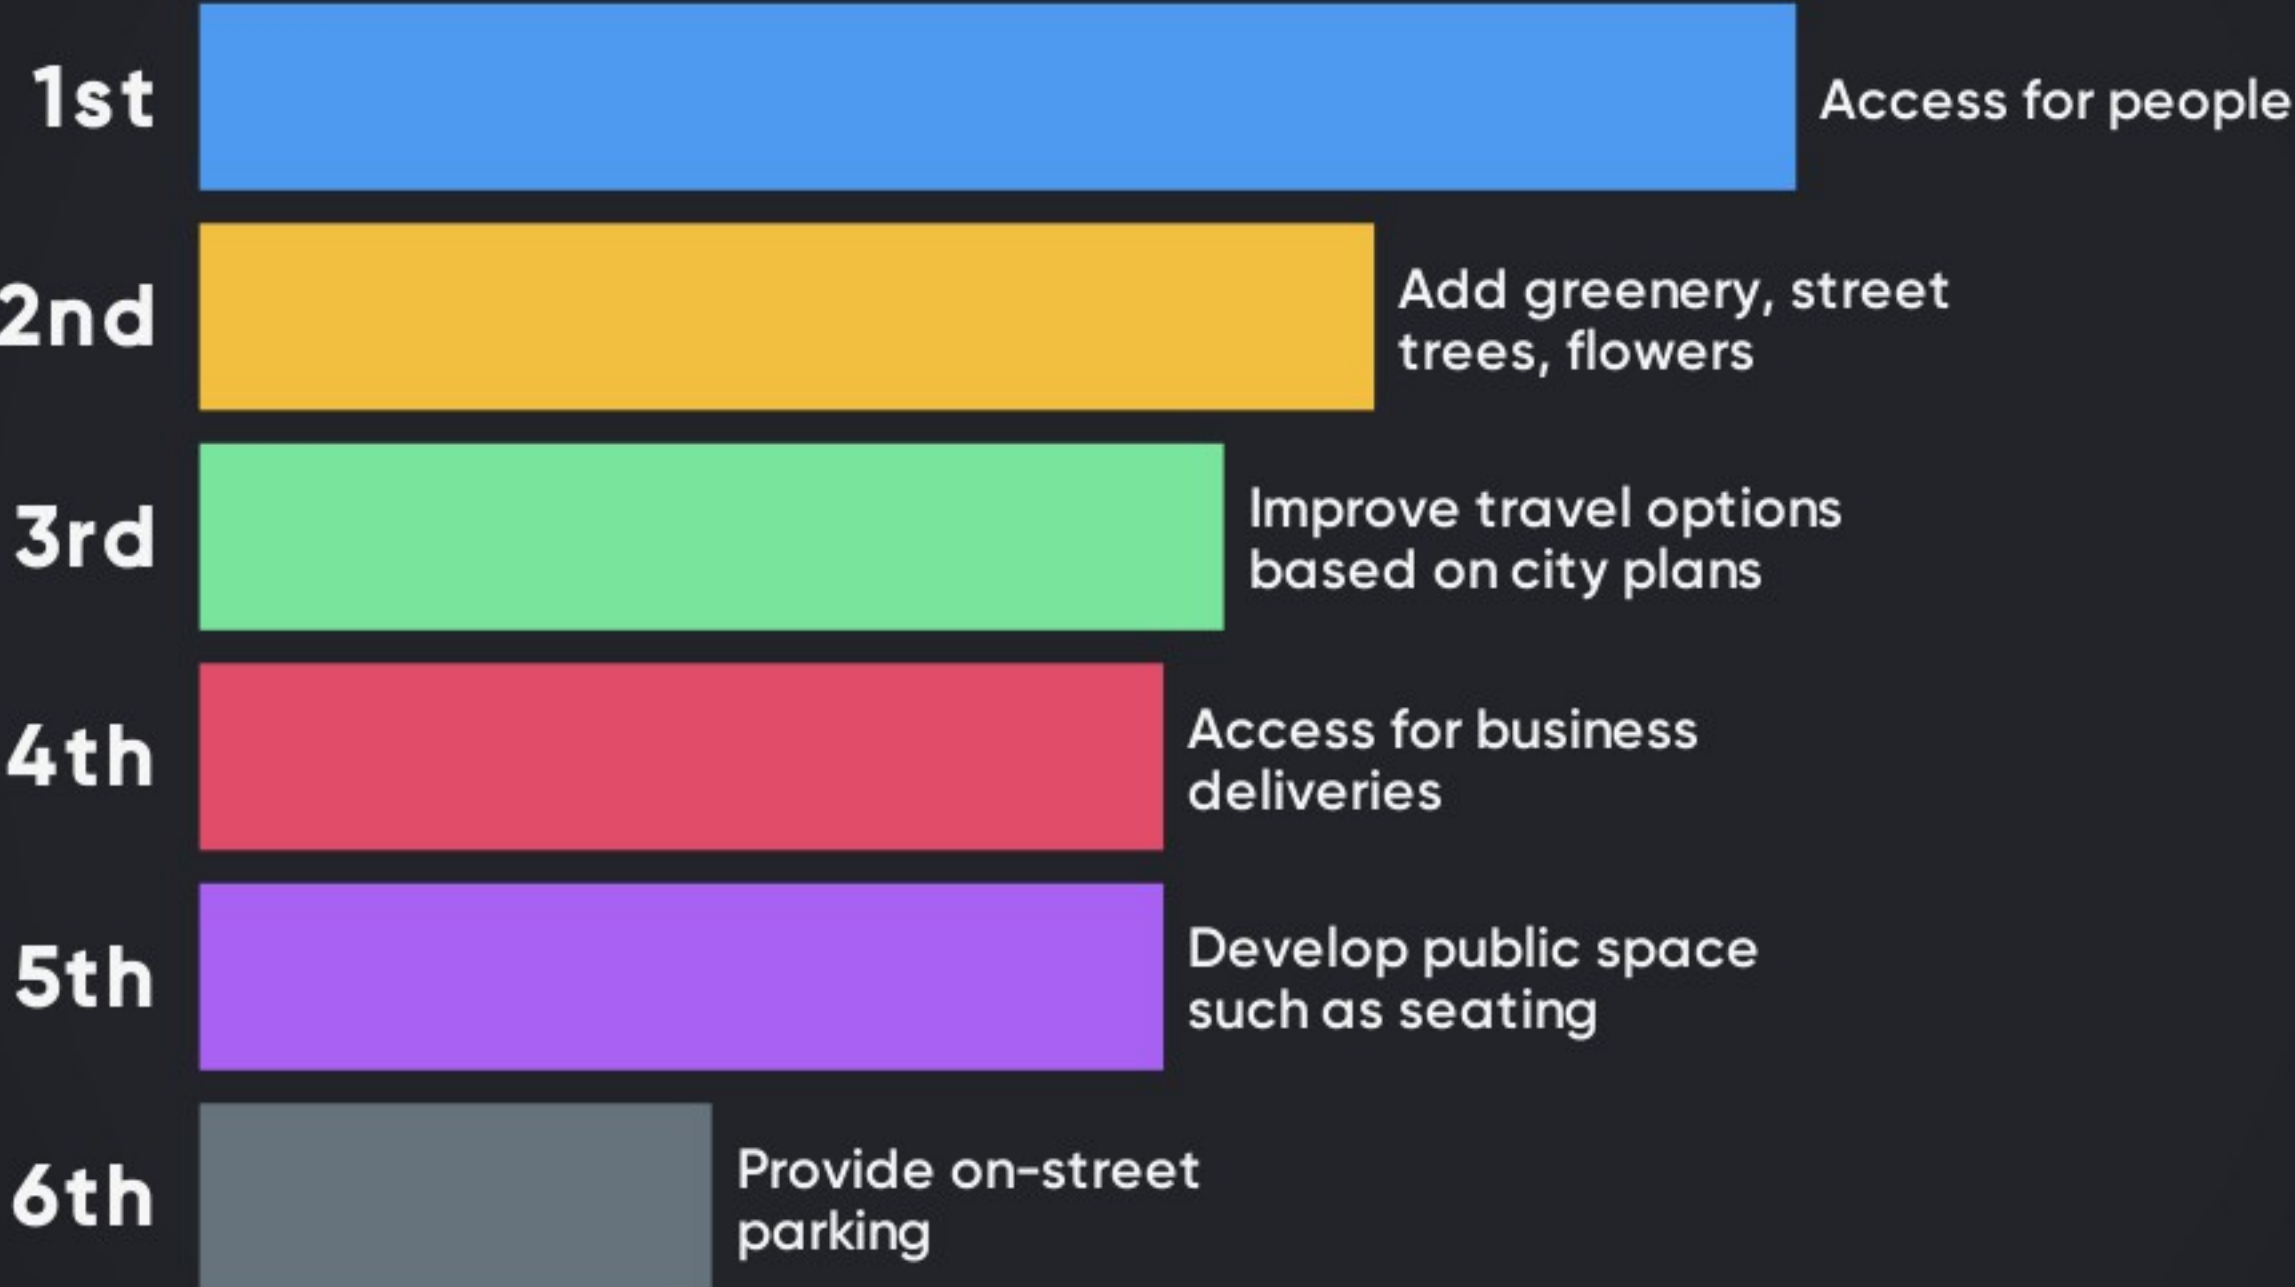 1st
Access for people
2nd
Add greenery, street
trees, flowers
3rd
Improve travel options
based on city plans
4th
Access for business
deliveries
5th
Develop public space
such as seating
6th
Provide on-street
parking